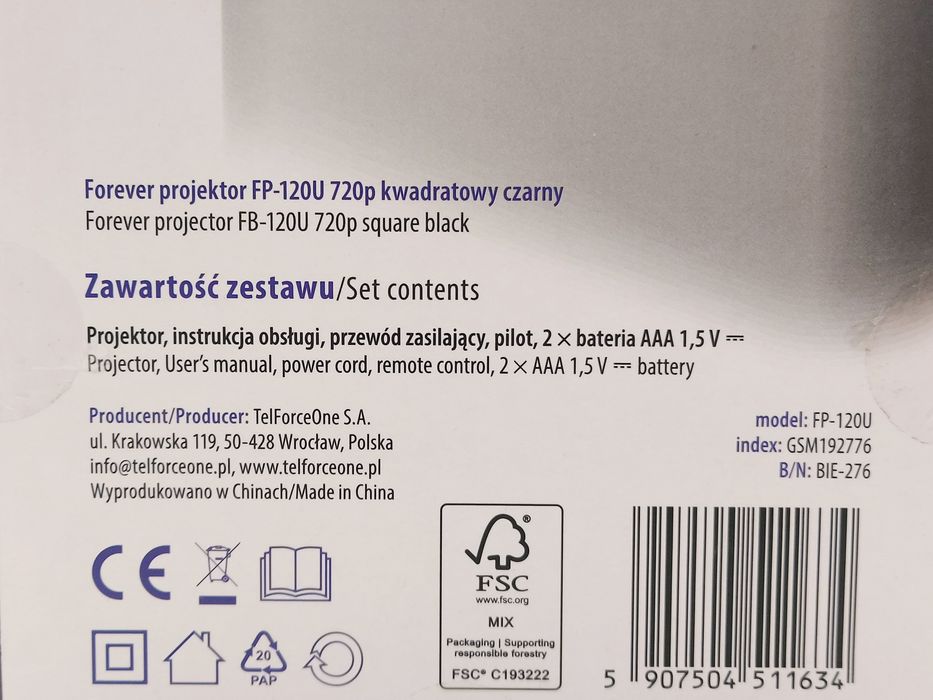 Forever projektor FP-120U 720p kwadratowy czarny
Forever projector FB-120U 720p square black
Zawartość zestawu/Set contents
Projektor, instrukcja obsługi, przewód zasilający, pilot, 2 × bateria AAA 1,5 V ⎓
Projector, User's manual, power cord, remote control, 2 × AAA 1,5 V ⎓ battery
Producent/Producer: TelForceOne S.A.
ul. Krakowska 119, 50-428 Wrocław, Polska
info@telforceone.pl, www.telforceone.pl
Wyprodukowano w Chinach/Made in China
model: FP-120U
index: GSM192776
B/N: BIE-276
CE
20
PAP
®
FSC
www.fsc.org
MIX
Packaging | Supporting
responsible forestry
FSC® C193222
5 907504 511634